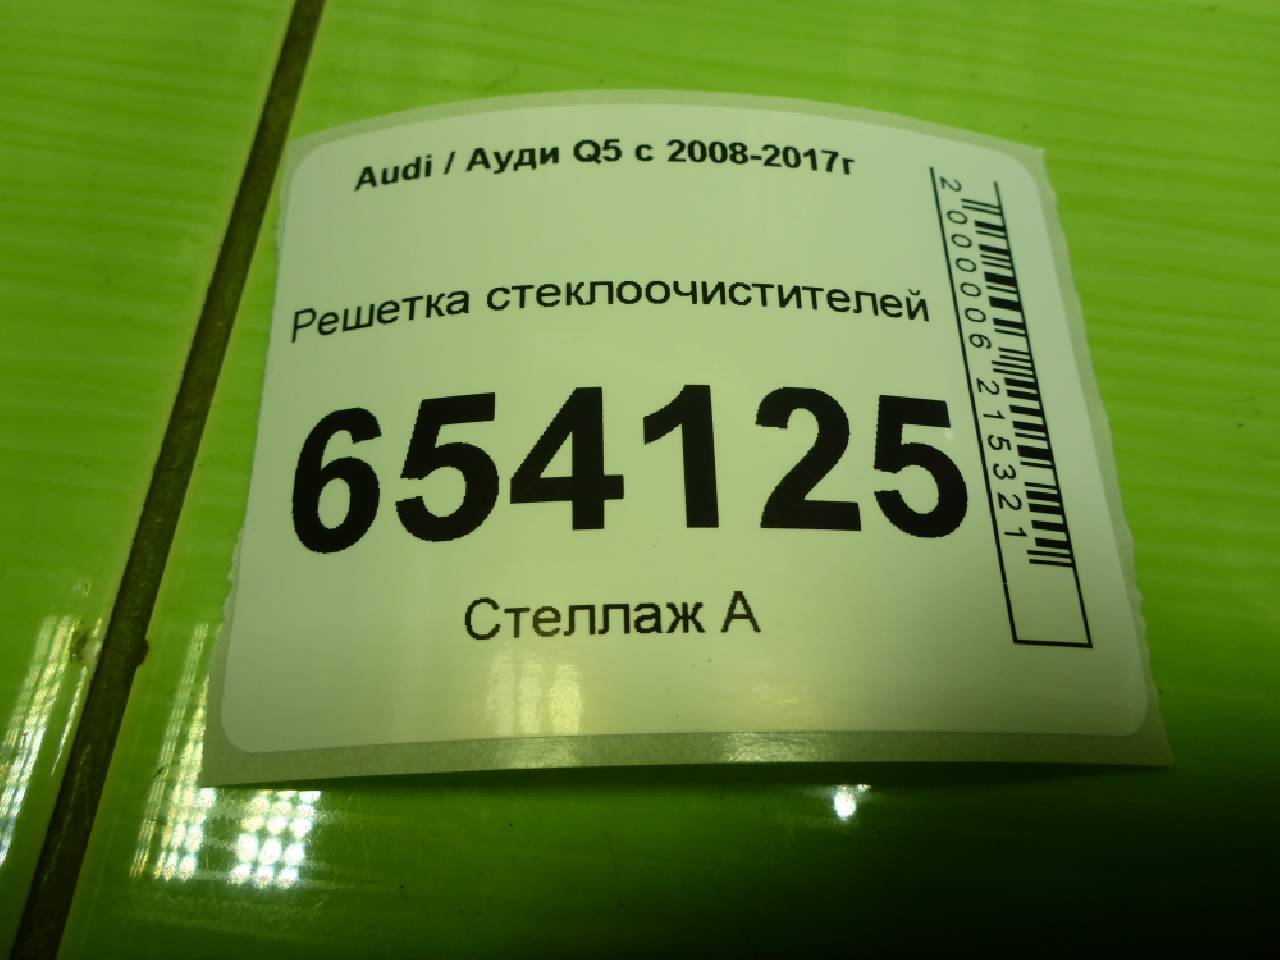 Audi / Ауди Q5 с 2008-2017г
Решетка стеклоочистителей
654125
Стеллаж А
2000006215321